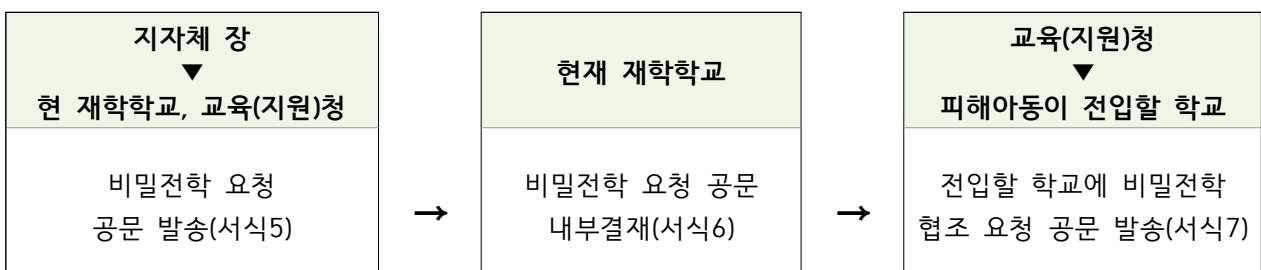 지자체 장
▼
현 재학학교, 교육(지원)청
비밀전학 요청
공문 발송(서식5)
→
현재 재학학교
비밀전학 요청 공문
내부결재(서식6)
→
교육(지원)청
▼
피해아동이 전입할 학교
전입할 학교에 비밀전학
협조 요청 공문 발송(서식7)